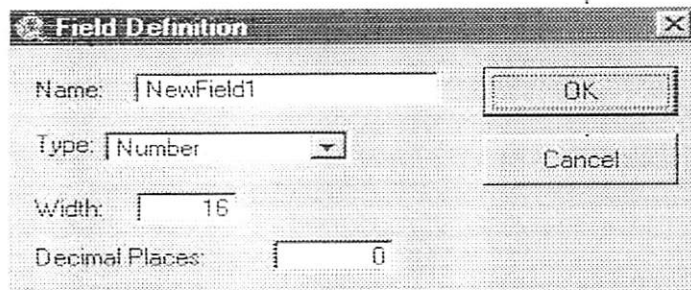 Field Definition
Name: NewField1
OK
Type: Number
Cancel
Width: 16
Decimal Places: 0